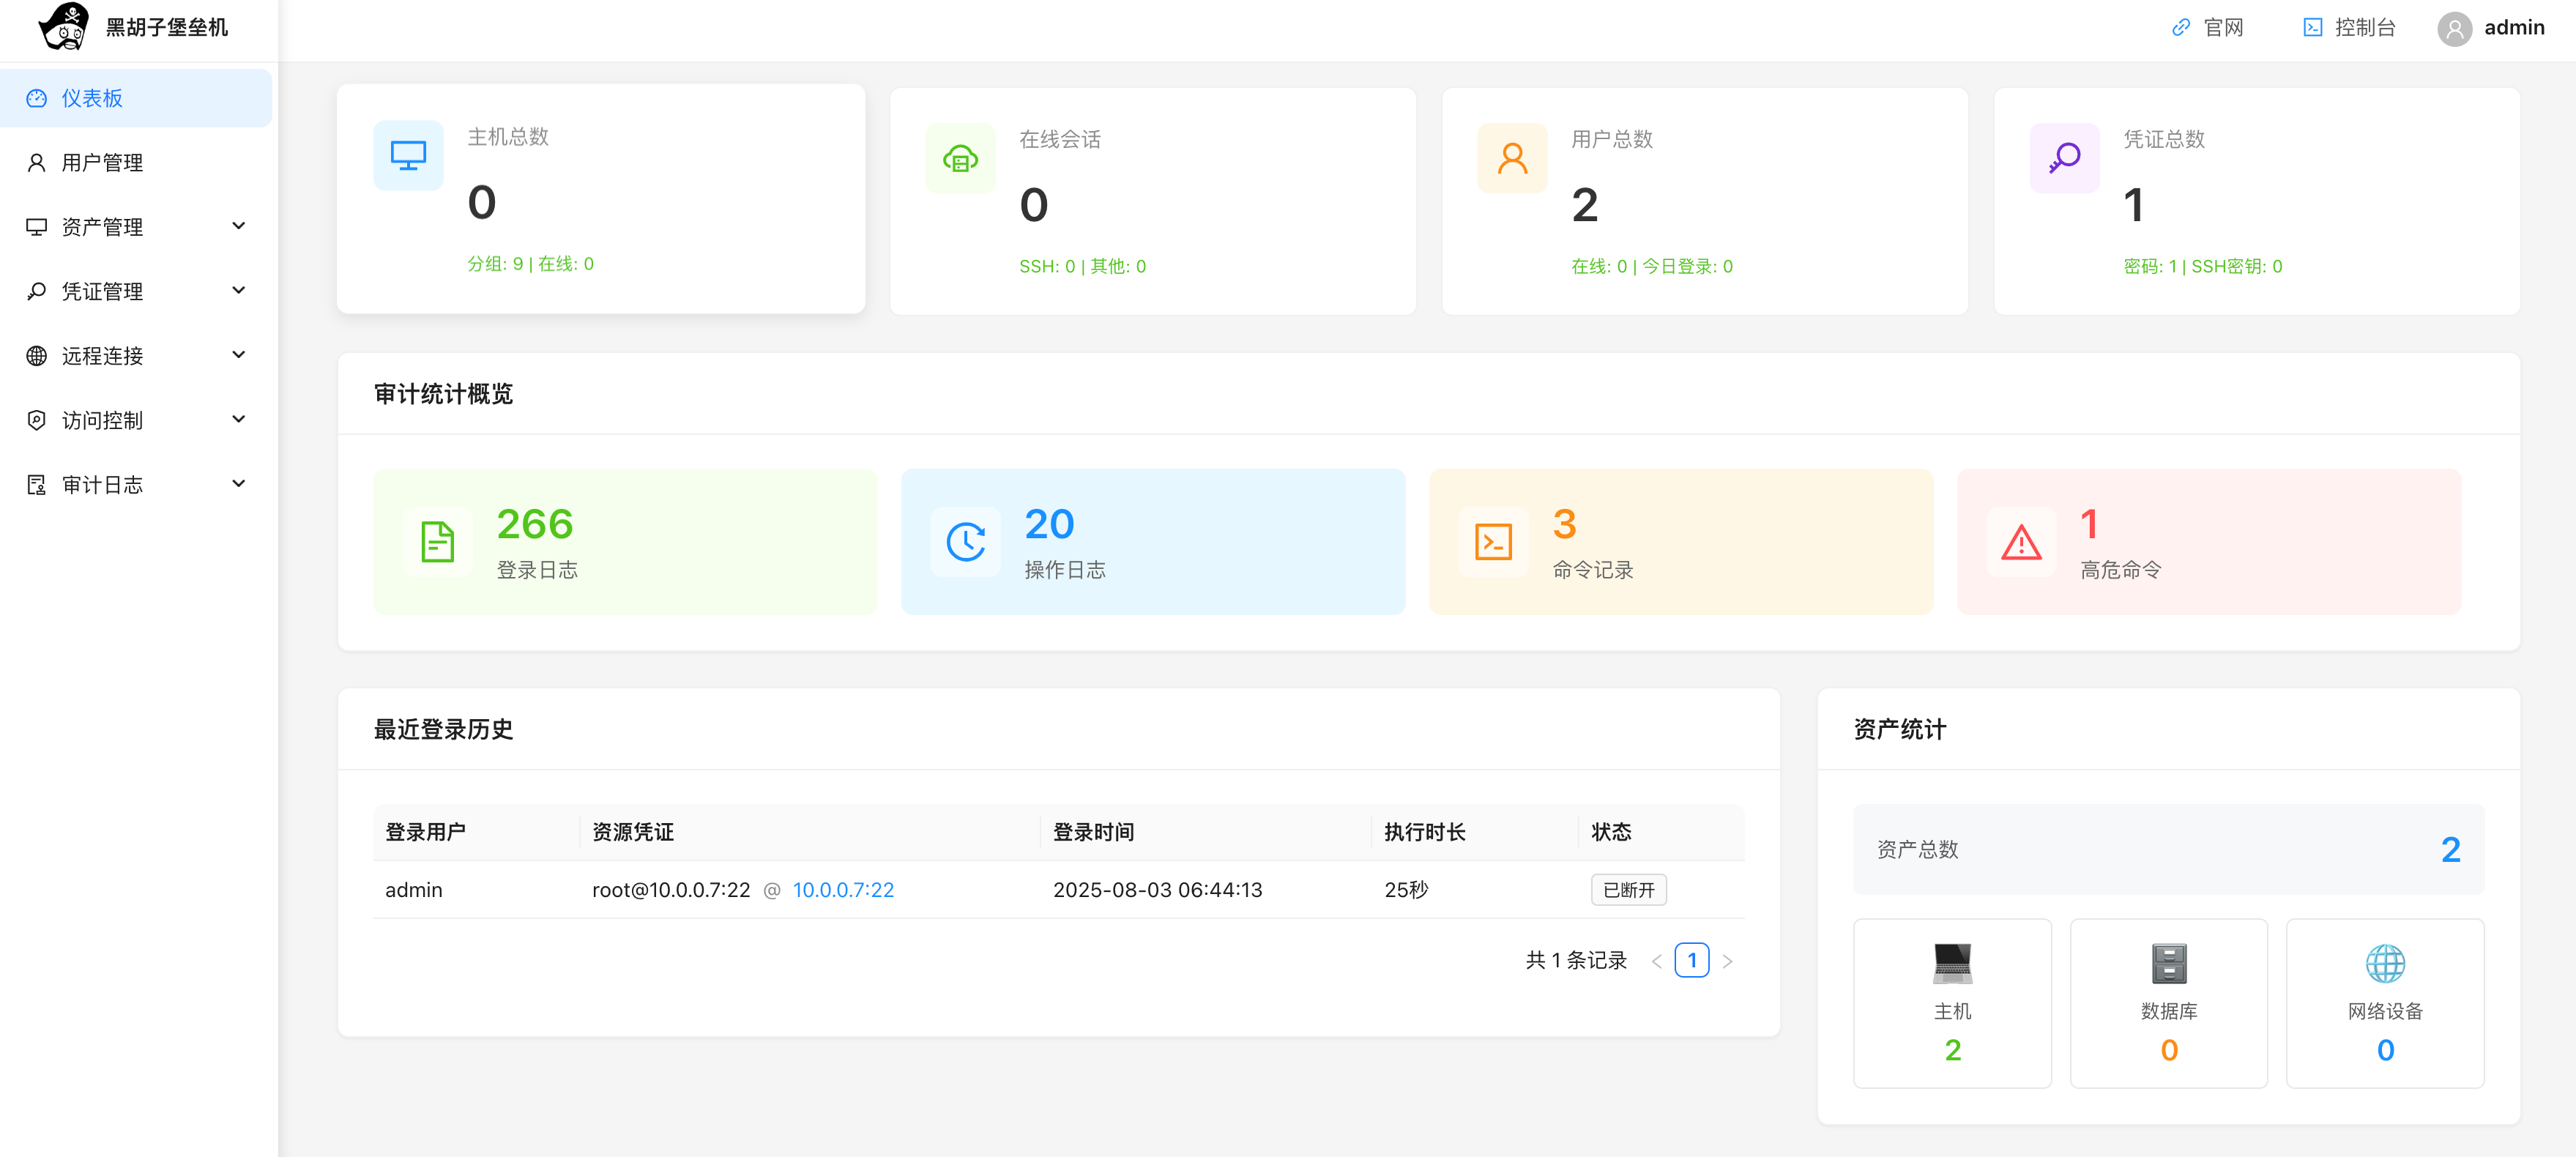 黑胡子堡垒机
官网
控制台
admin
仪表板
用户管理
资产管理
凭证管理
远程连接
访问控制
审计日志
主机总数
0
分组: 9 | 在线: 0
在线会话
0
SSH: 0 | 其他: 0
用户总数
2
在线: 0 | 今日登录: 0
凭证总数
1
密码: 1 | SSH密钥: 0
审计统计概览
266
登录日志
20
操作日志
3
命令记录
1
高危命令
最近登录历史
登录用户 资源凭证 登录时间 执行时长 状态
admin root@10.0.0.7:22 @ 10.0.0.7:22 2025-08-03 06:44:13 25秒 已断开
共 1 条记录 < 1 >
资产统计
资产总数 2
主机
2
数据库
0
网络设备
0